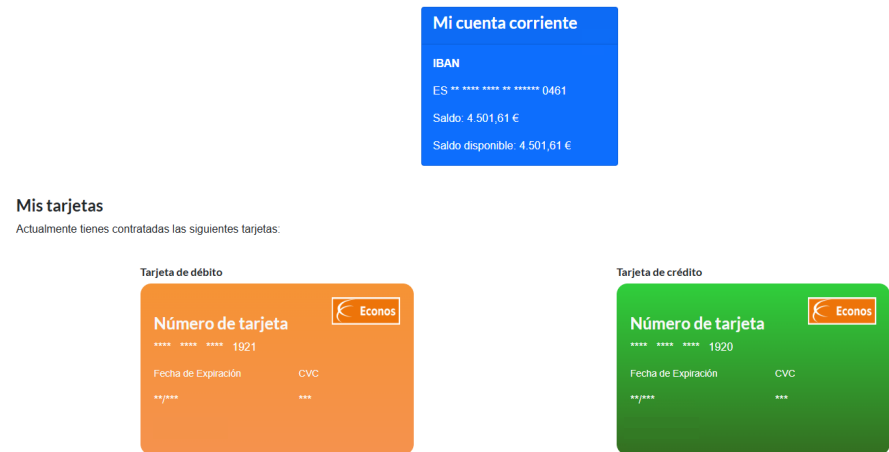 Mi cuenta corriente
IBAN
ES ** **** **** ** ****** 0461
Saldo: 4.501,61 €
Saldo disponible: 4.501,61 €
Mis tarjetas
Actualmente tienes contratadas las siguientes tarjetas:
Tarjeta de débito
Econos
Número de tarjeta
**** **** **** 1921
Fecha de Expiración CVC
**/*** ***
Tarjeta de crédito
Econos
Número de tarjeta
**** **** **** 1920
Fecha de Expiración CVC
**/*** ***